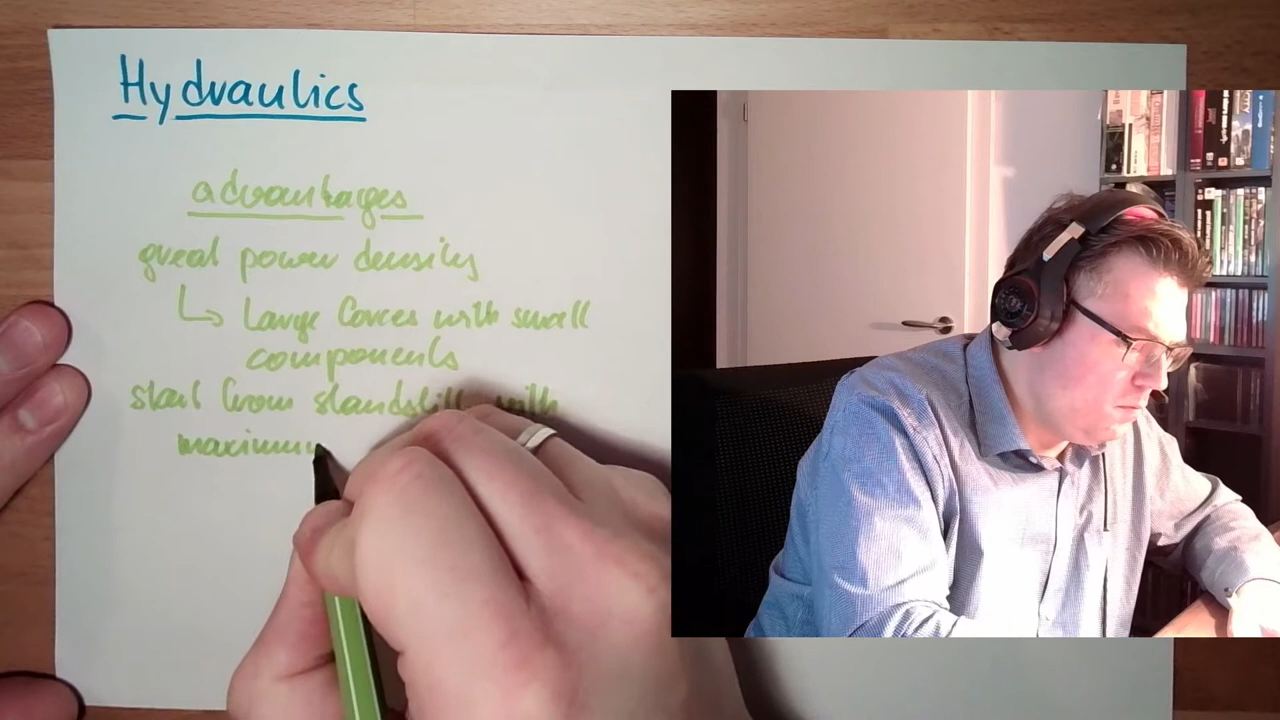 Hydraulics
advantages
great power density
↳ Large forces with small
components
start from standstill with
maximum